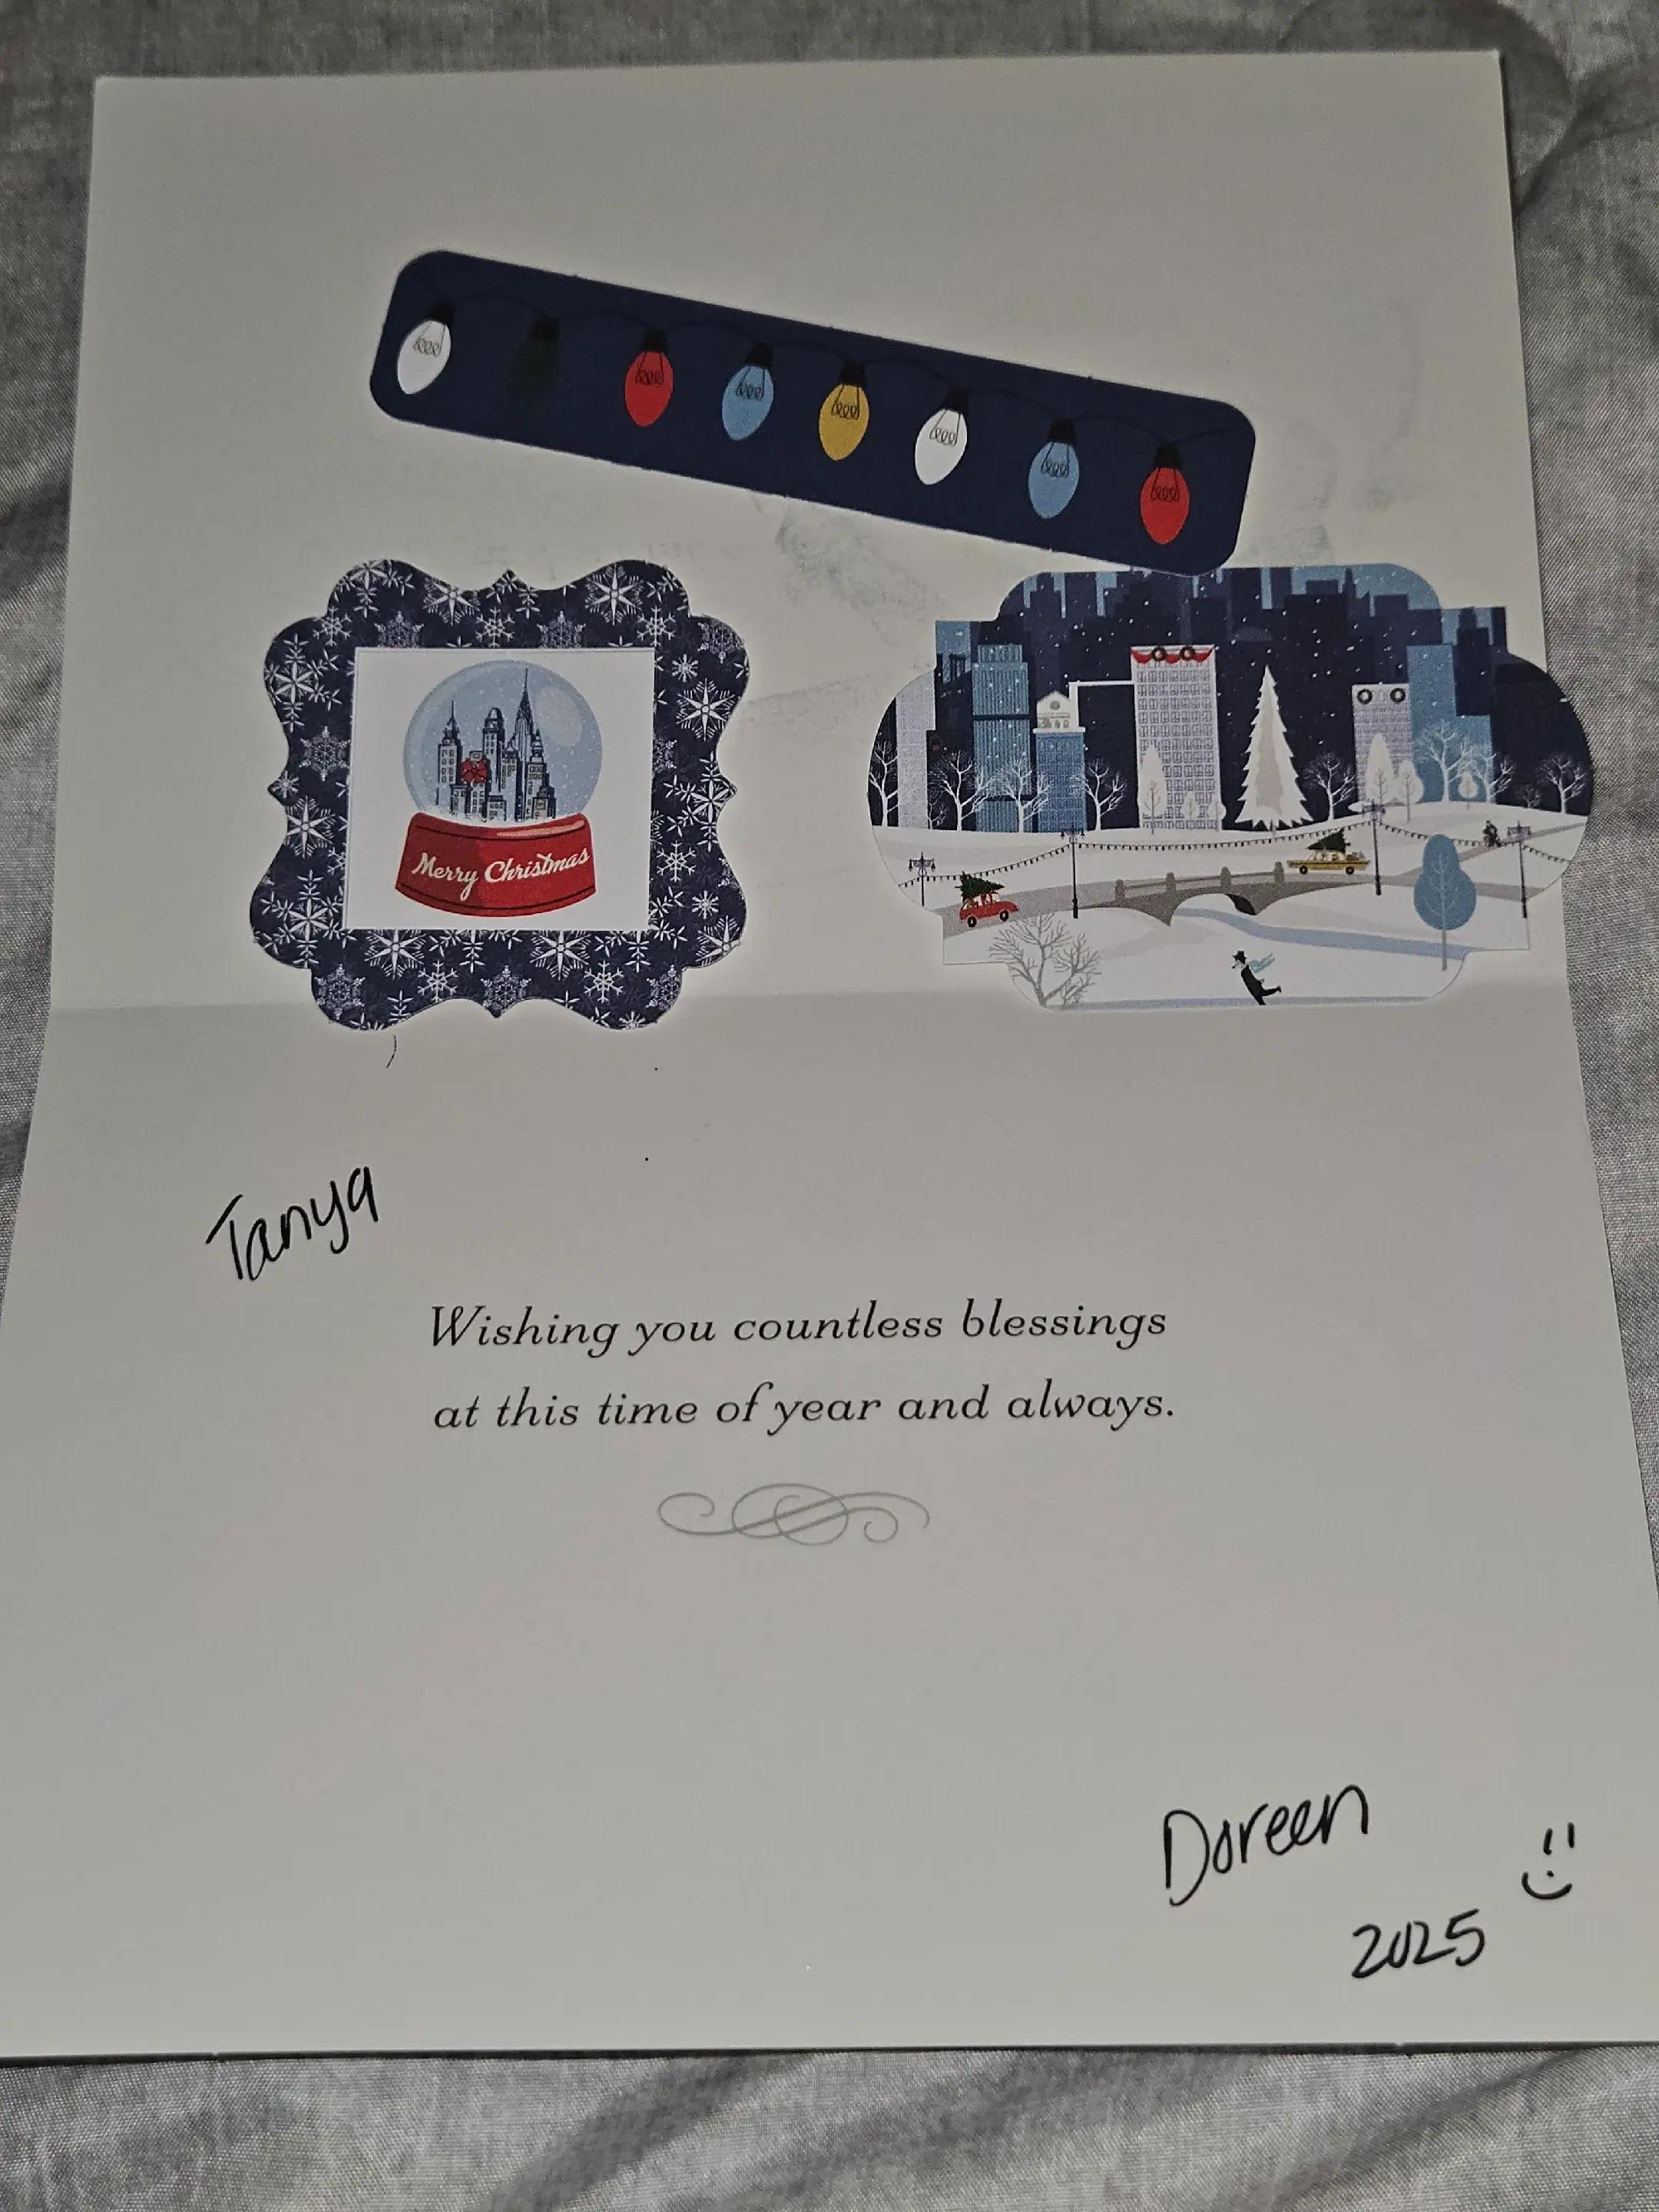 Merry Christmas
Tanya
Wishing you countless blessings
at this time of year and always.
Doreen
2025